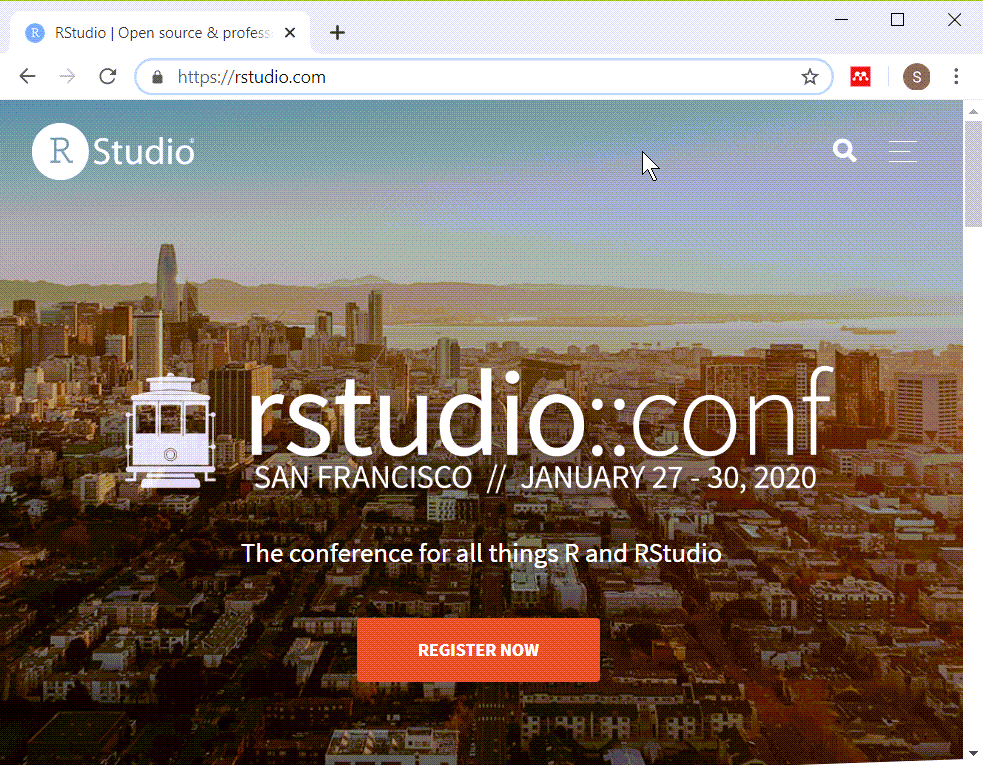 RStudio | Open source & profess
https://rstudio.com
S
R Studio®
rstudio::conf
SAN FRANCISCO // JANUARY 27 - 30, 2020
The conference for all things R and RStudio
REGISTER NOW